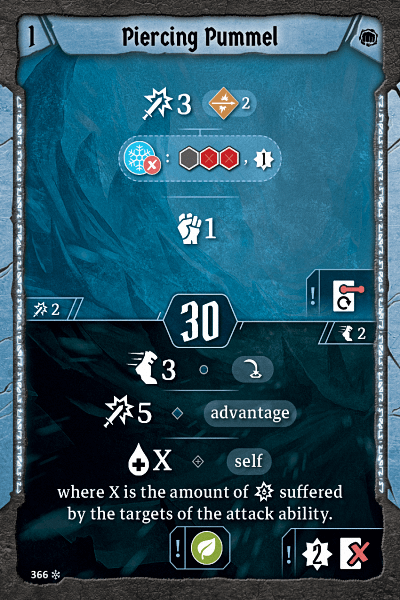 1 Piercing Pummel
3 2
: , 1
1
!
2 30 2
3
5 advantage
X self
where X is the amount of suffered
by the targets of the attack ability.
! ! 2
366